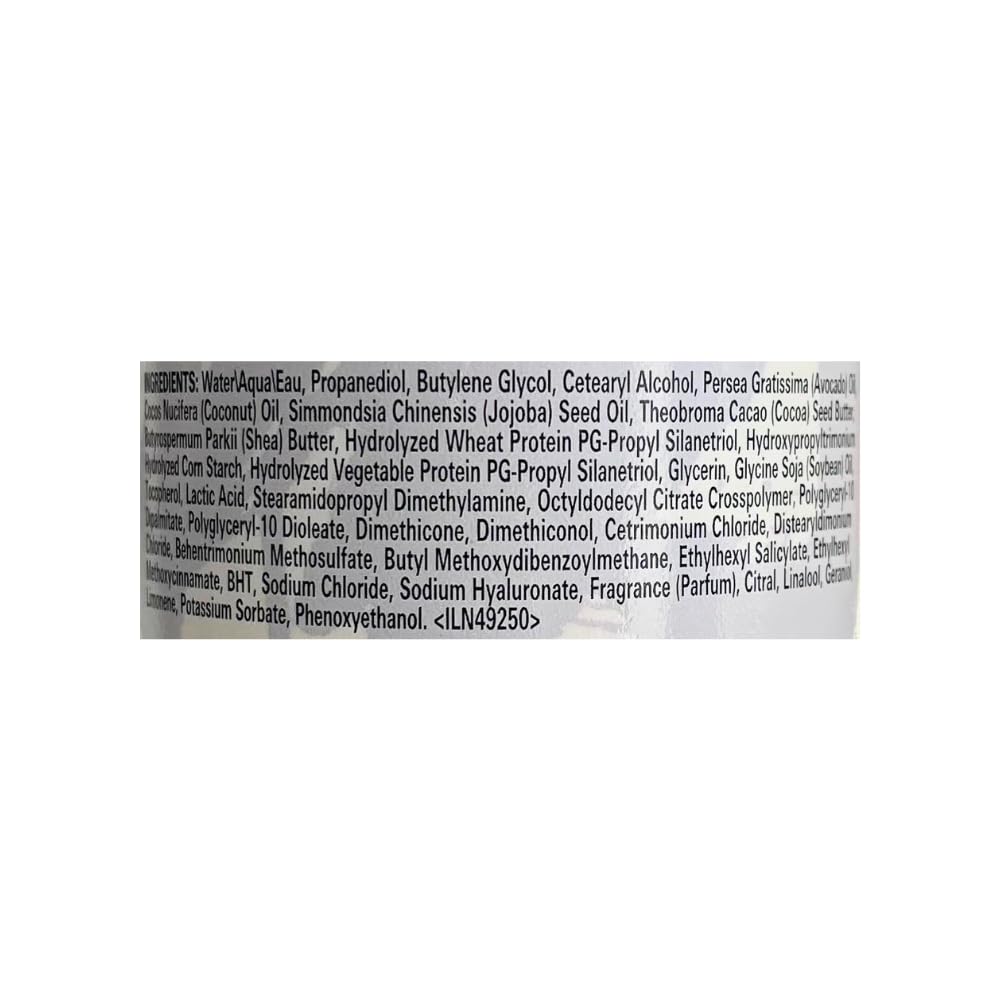 INGREDIENTS: Water\Aqua\Eau, Propanediol, Butylene Glycol, Cetearyl Alcohol, Persea Gratissima (Avocado) Oil,
Cocos Nucifera (Coconut) Oil, Simmondsia Chinensis (Jojoba) Seed Oil, Theobroma Cacao (Cocoa) Seed Butter,
Butyrospermum Parkii (Shea) Butter, Hydrolyzed Wheat Protein PG-Propyl Silanetriol, Hydroxypropyltrimonium
Hydrolyzed Corn Starch, Hydrolyzed Vegetable Protein PG-Propyl Silanetriol, Glycerin, Glycine Soja (Soybean) Oil,
Tocopherol, Lactic Acid, Stearamidopropyl Dimethylamine, Octyldodecyl Citrate Crosspolymer, Polyglyceryl-10
Dipalmitate, Polyglyceryl-10 Dioleate, Dimethicone, Dimethiconol, Cetrimonium Chloride, Distearyldimonium
Chloride, Behentrimonium Methosulfate, Butyl Methoxydibenzoylmethane, Ethylhexyl Salicylate, Ethylhexyl
Methoxycinnamate, BHT, Sodium Chloride, Sodium Hyaluronate, Fragrance (Parfum), Citral, Linalool, Geraniol,
Limonene, Potassium Sorbate, Phenoxyethanol. <ILN49250>